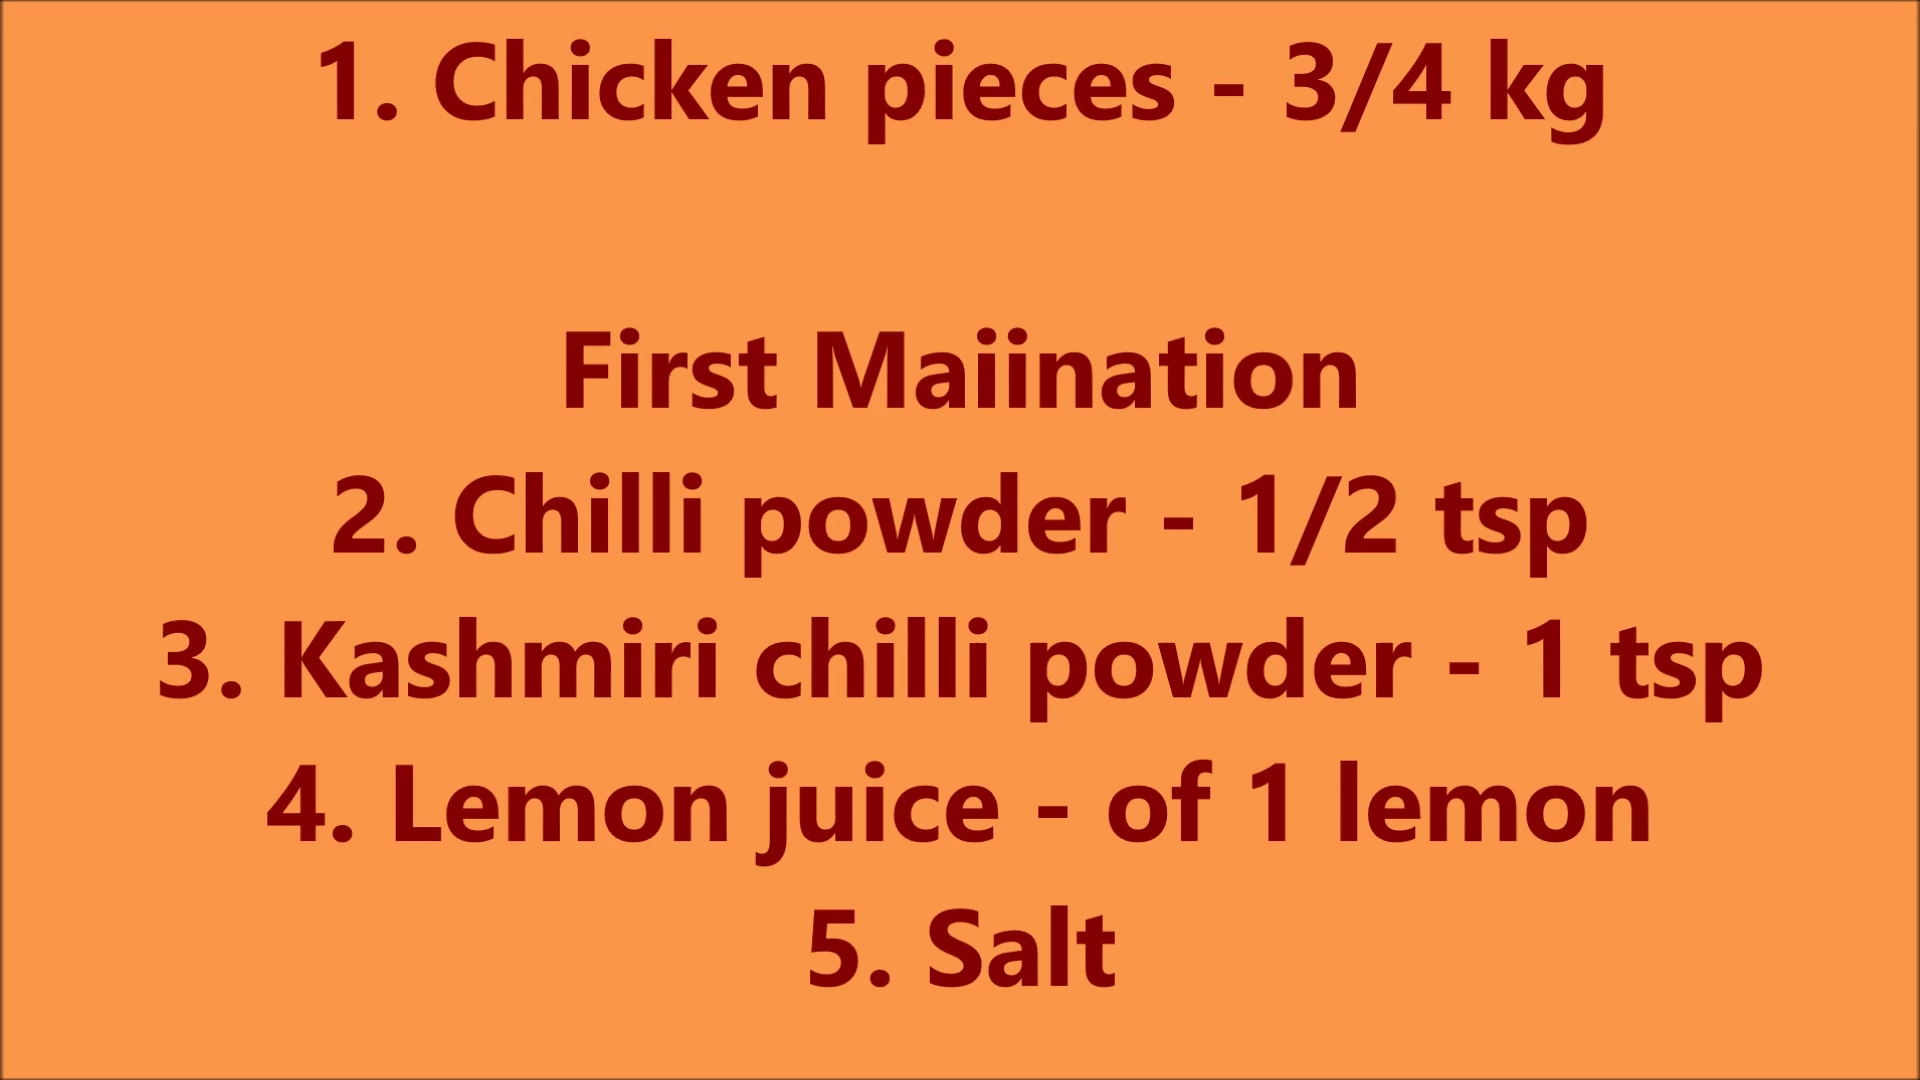 1. Chicken pieces - 3/4 kg
First Maiination
2. Chilli powder - 1/2 tsp
3. Kashmiri chilli powder - 1 tsp
4. Lemon juice - of 1 lemon
5. Salt